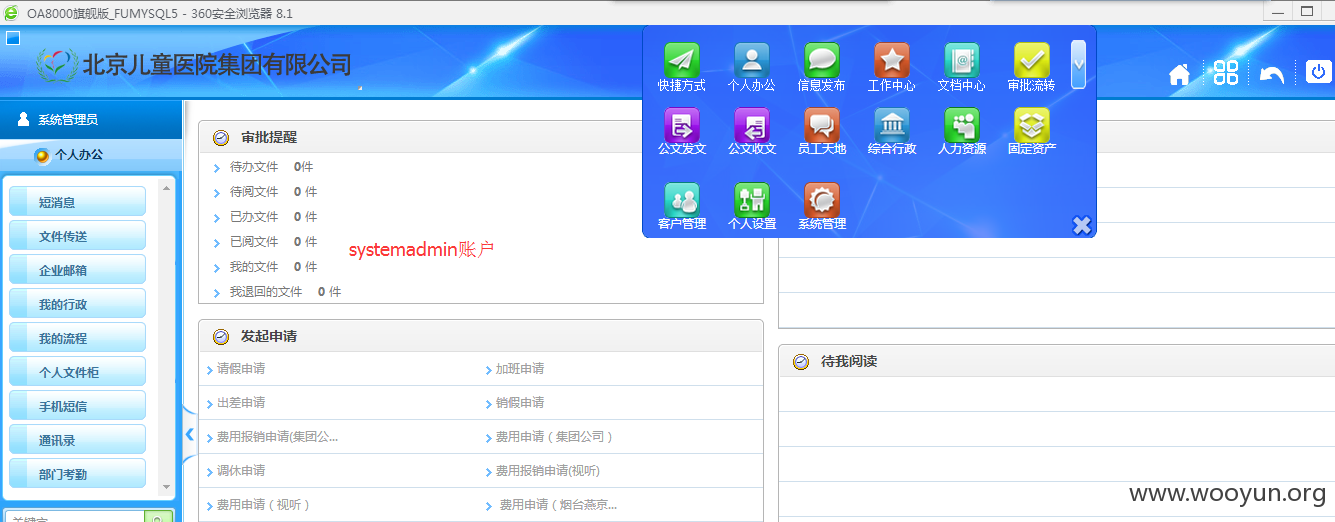 OA8000旗舰版_FUMYSQL5 - 360安全浏览器 8.1
北京儿童医院集团有限公司
快捷方式 个人办公 信息发布 工作中心 文档中心 审批流转
公文发文 公文收文 员工天地 综合行政 人力资源 固定资产
客户管理 个人设置 系统管理
系统管理员
个人办公
短消息
文件传送
企业邮箱
我的行政
我的流程
个人文件柜
手机短信
通讯录
部门考勤
审批提醒
待办文件 0件
待阅文件 0 件
已办文件 0 件
已阅文件 0 件
我的文件 0 件
我退回的文件 0 件
systemadmin账户
发起申请
请假申请 加班申请
出差申请 销假申请
费用报销申请(集团公... 费用申请（集团公司）
调休申请 费用报销申请(视听)
费用申请（视听） 费用申请（烟台燕京...
待我阅读
www.wooyun.org